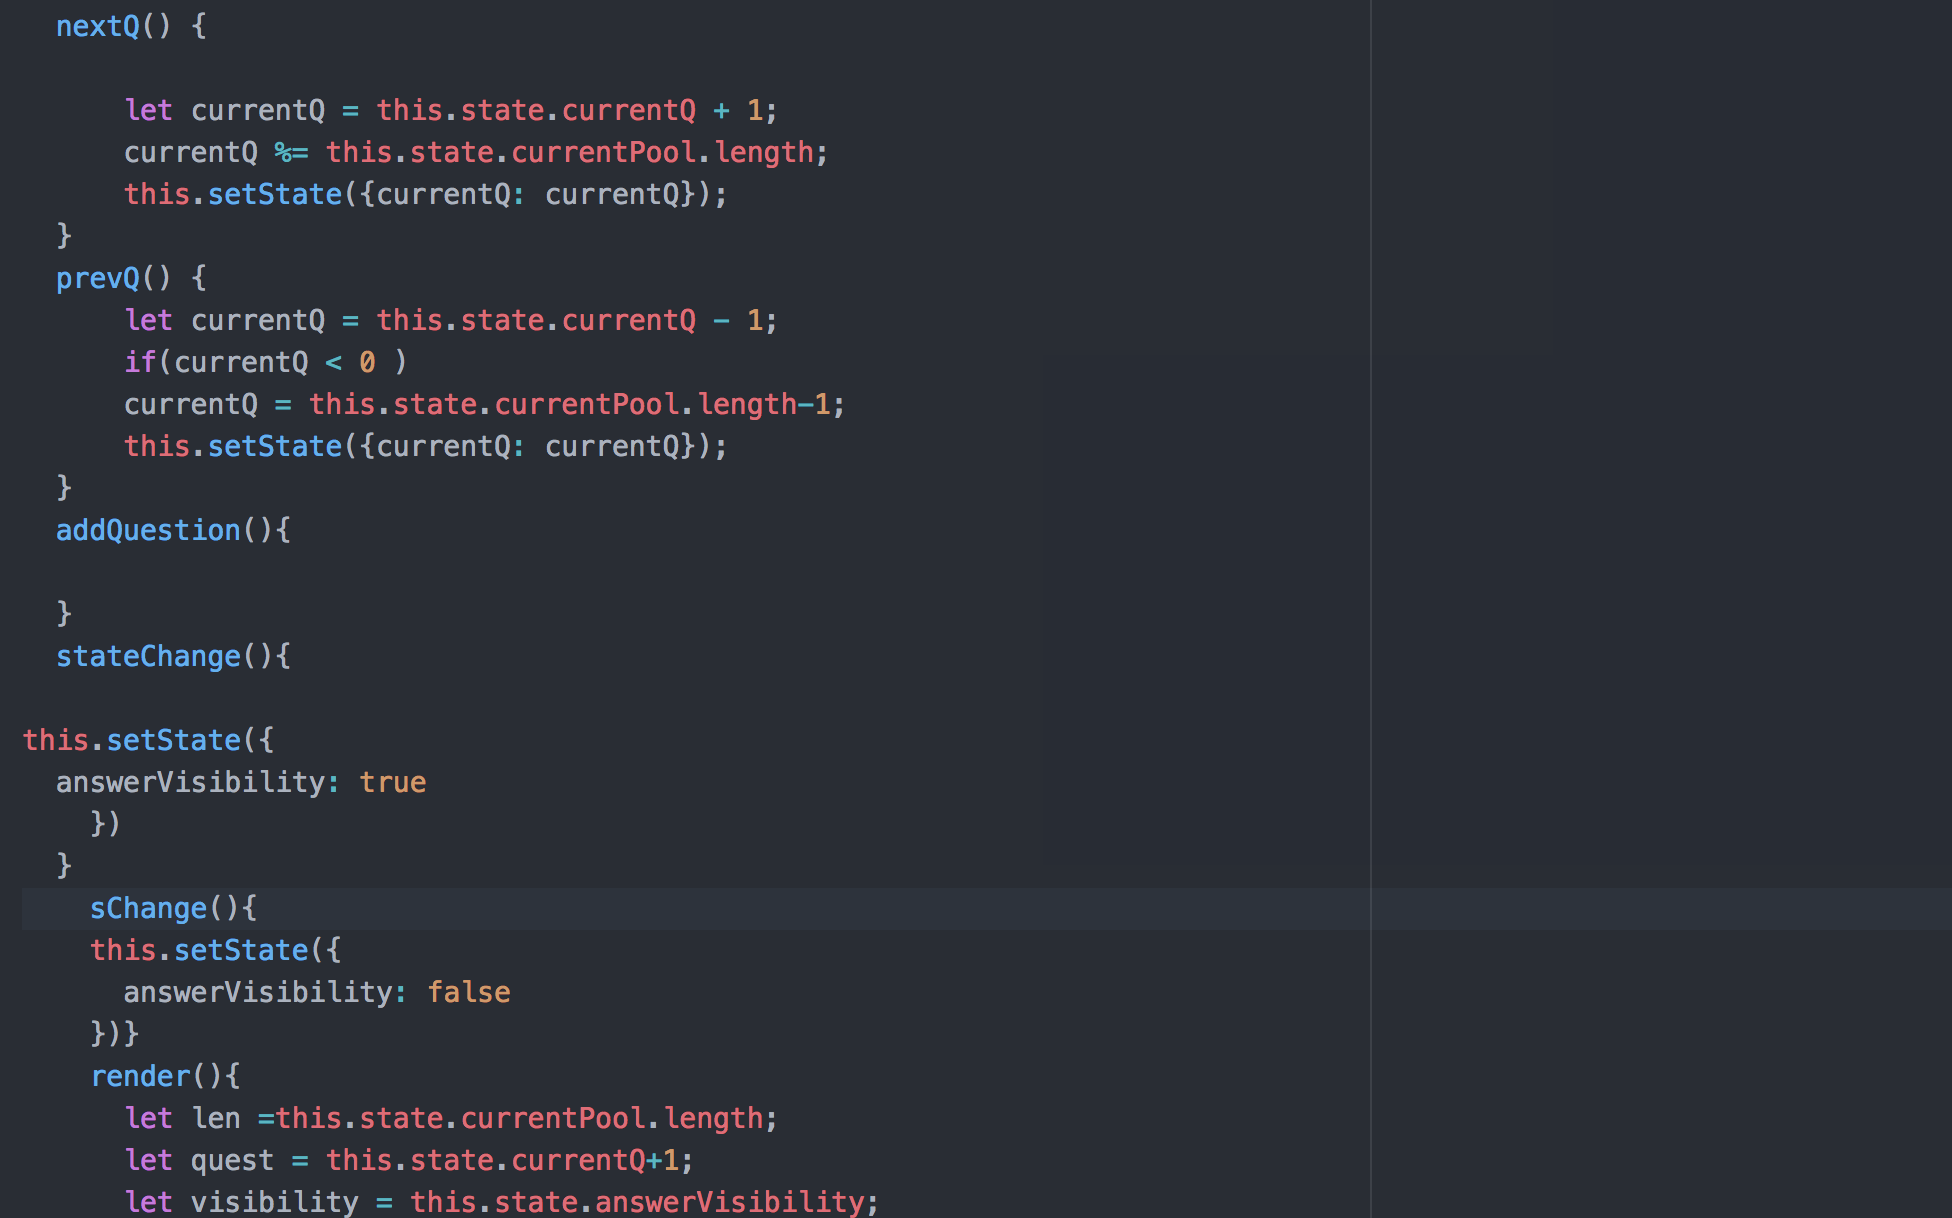 nextQ() {
let currentQ = this.state.currentQ + 1;
currentQ %= this.state.currentPool.length;
this.setState({currentQ: currentQ});
}
prevQ() {
let currentQ = this.state.currentQ - 1;
if(currentQ < 0 )
currentQ = this.state.currentPool.length-1;
this.setState({currentQ: currentQ});
}
addQuestion(){
}
stateChange(){
this.setState({
answerVisibility: true
})
}
sChange(){
this.setState({
answerVisibility: false
})}
render(){
let len =this.state.currentPool.length;
let quest = this.state.currentQ+1;
let visibility = this.state.answerVisibility;